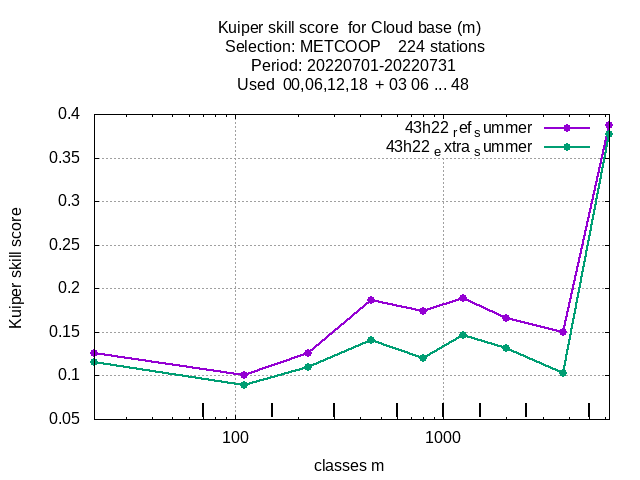 Kuiper skill score  for Cloud base (m)
Selection: METCOOP    224 stations
Period: 20220701-20220731
Used  00,06,12,18  + 03 06 ... 48
43h22 ref summer
43h22 extra summer
0.4
0.35
0.3
0.25
0.2
0.15
0.1
0.05
Kuiper skill score
100
1000
classes m